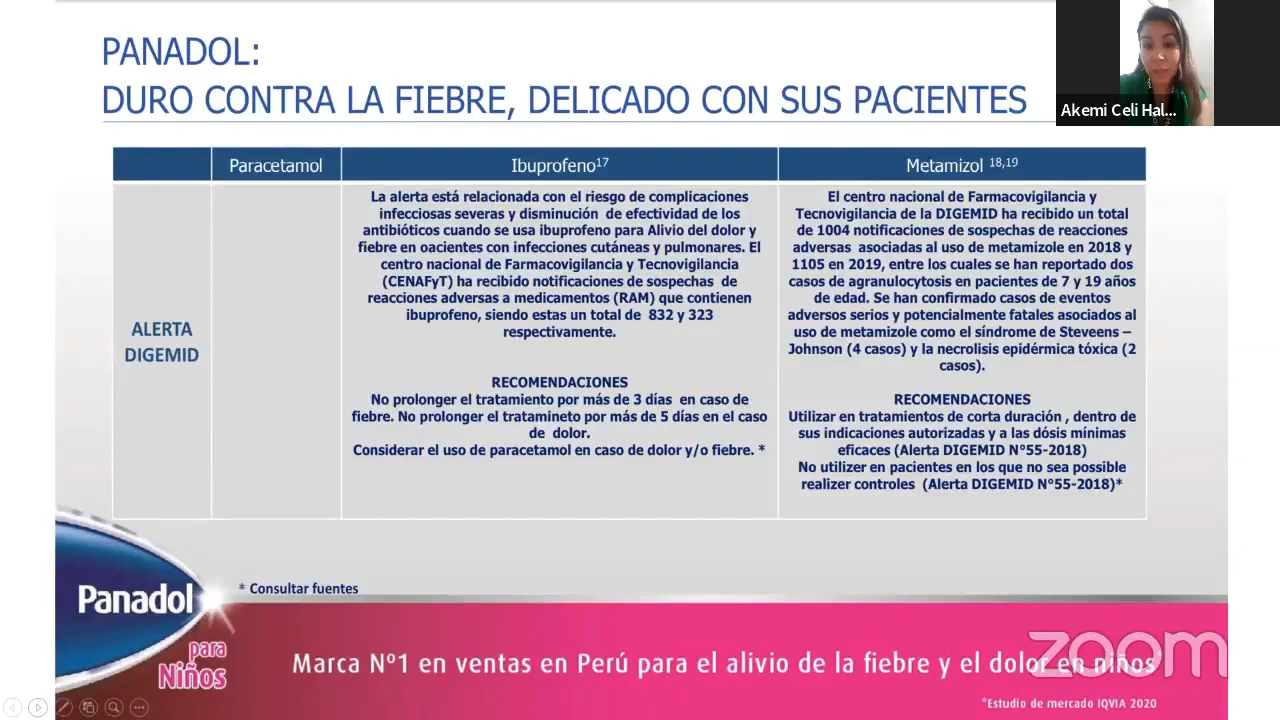 PANADOL:
DURO CONTRA LA FIEBRE, DELICADO CON SUS PACIENTES
Akemi Celi Hal...
Paracetamol
Ibuprofeno17
Metamizol 18,19
ALERTA
DIGEMID
La alerta está relacionada con el riesgo de complicaciones
infecciosas severas y disminución de efectividad de los
antibióticos cuando se usa ibuprofeno para Alivio del dolor y
fiebre en oacientes con infecciones cutáneas y pulmonares. El
centro nacional de Farmacovigilancia y Tecnovigilancia
(CENAFyT) ha recibido notificaciones de sospechas de
reacciones adversas a medicamentos (RAM) que contienen
ibuprofeno, siendo estas un total de 832 y 323
respectivamente.
RECOMENDACIONES
No prolonger el tratamiento por más de 3 días en caso de
fiebre. No prolonger el tratamineto por más de 5 días en el caso
de dolor.
Considerar el uso de paracetamol en caso de dolor y/o fiebre. *
El centro nacional de Farmacovigilancia y
Tecnovigilancia de la DIGEMID ha recibido un total
de 1004 notificaciones de sospechas de reacciones
adversas asociadas al uso de metamizole en 2018 y
1105 en 2019, entre los cuales se han reportado dos
casos de agranulocytosis en pacientes de 7 y 19 años
de edad. Se han confirmado casos de eventos
adversos serios y potencialmente fatales asociados al
uso de metamizole como el síndrome de Steveens –
Johnson (4 casos) y la necrolisis epidérmica tóxica (2
casos).
RECOMENDACIONES
Utilizar en tratamientos de corta duración , dentro de
sus indicaciones autorizadas y a las dósis mínimas
eficaces (Alerta DIGEMID N°55-2018)
No utilizer en pacientes en los que no sea possible
realizer controles (Alerta DIGEMID N°55-2018)*
* Consultar fuentes
Panadol
para
Niños
Marca Nº1 en ventas en Perú para el alivio de la fiebre y el dolor en niños
zoom
*Estudio de mercado IQVIA 2020